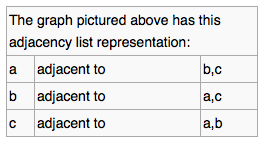 The graph pictured above has this
adjacency list representation:
a adjacent to b,c
b adjacent to a,c
c adjacent to a,b